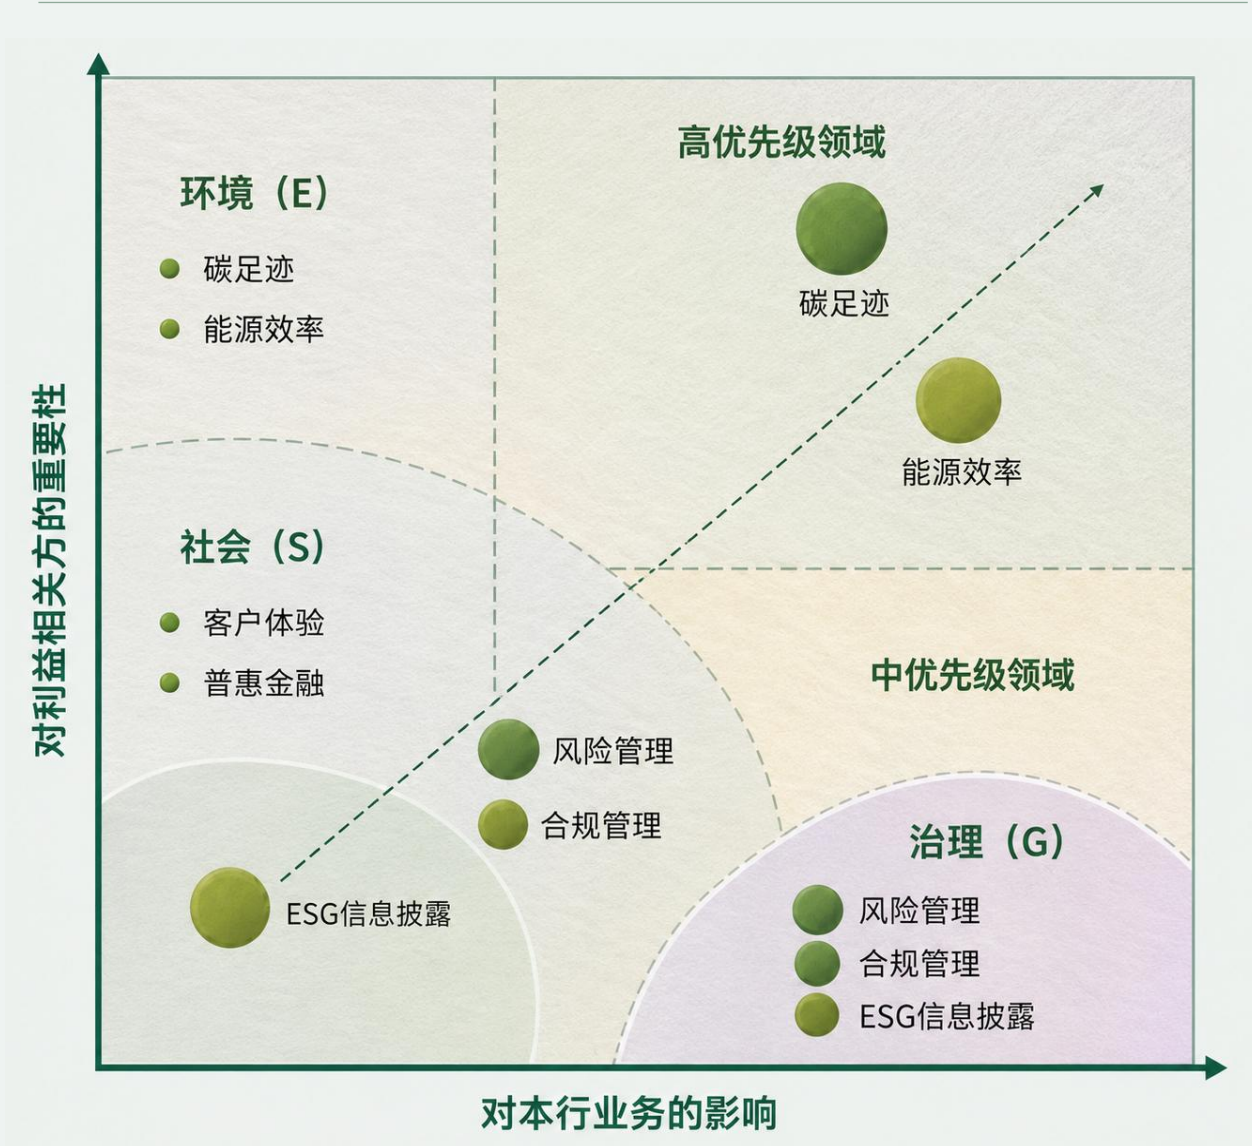 高优先级领域
环境（E）
碳足迹
能源效率
碳足迹
能源效率
对利益相关方的重要性
社会（S）
客户体验
普惠金融
中优先级领域
风险管理
合规管理
ESG信息披露
治理（G）
风险管理
合规管理
ESG信息披露
对本行业务的影响